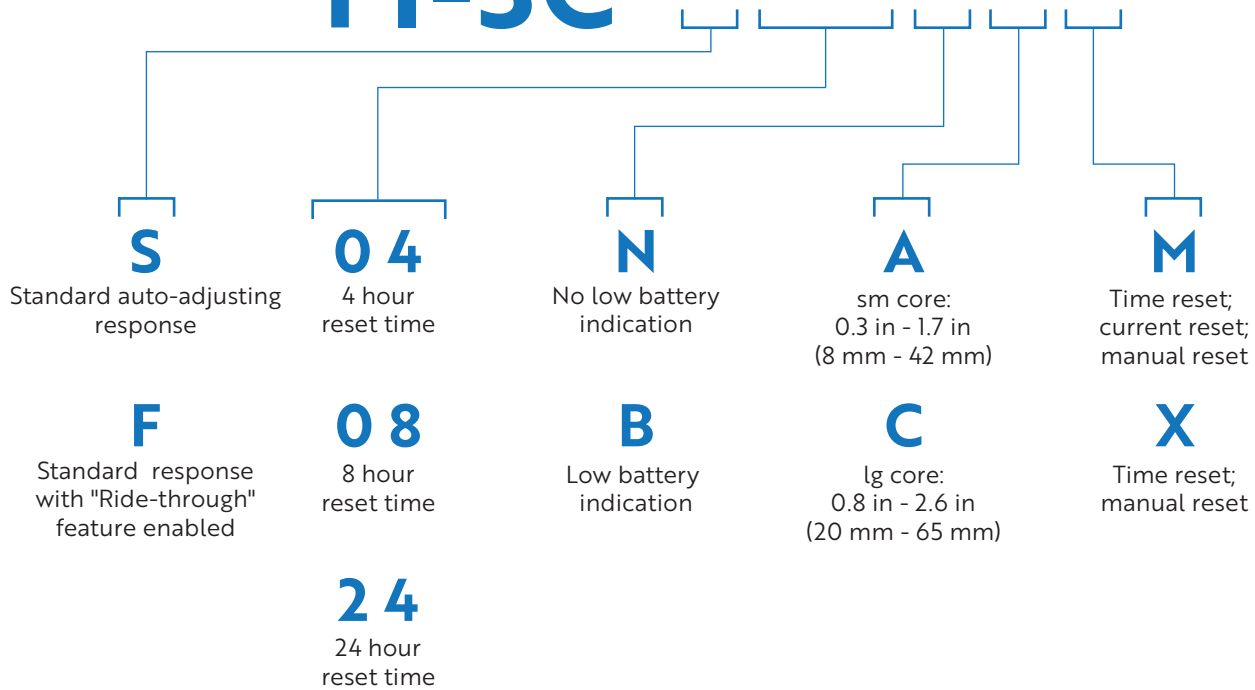 S
Standard auto-adjusting
response
0 4
4 hour
reset time
N
No low battery
indication
A
sm core:
0.3 in - 1.7 in
(8 mm - 42 mm)
M
Time reset;
current reset;
manual reset
F
Standard response
with "Ride-through"
feature enabled
0 8
8 hour
reset time
B
Low battery
indication
C
lg core:
0.8 in - 2.6 in
(20 mm - 65 mm)
X
Time reset;
manual reset
2 4
24 hour
reset time